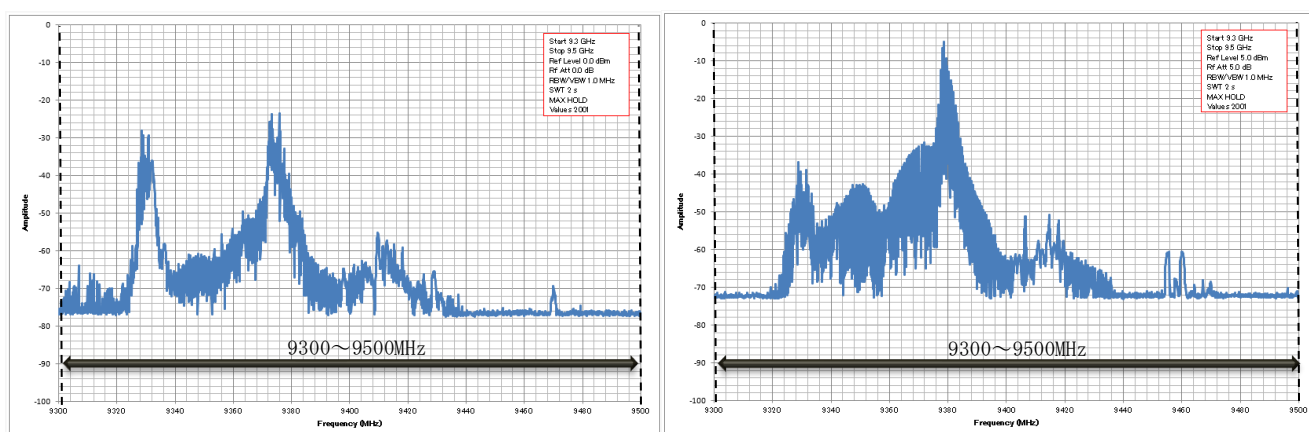 0
-10
-20
-30
-40
-50
-60
-70
-80
-90
-100
Amplitude
Start 9.3 GHz
Stop 9.5 GHz
Ref Level 0.0 dBm
Rf Att 0.0 dB
RBW/VBW 1.0 MHz
SWT 2 s
MAX HOLD
Values 2001
9300～9500MHz
9300 9320 9340 9360 9380 9400 9420 9440 9460 9480 9500
Frequency (MHz)
0
-10
-20
-30
-40
-50
-60
-70
-80
-90
-100
Amplitude
Start 9.3 GHz
Stop 9.5 GHz
Ref Level 5.0 dBm
Rf Att 5.0 dB
RBW/VBW 1.0 MHz
SWT 2 s
MAX HOLD
Values 2001
9300～9500MHz
9300 9320 9340 9360 9380 9400 9420 9440 9460 9480 9500
Frequency (MHz)